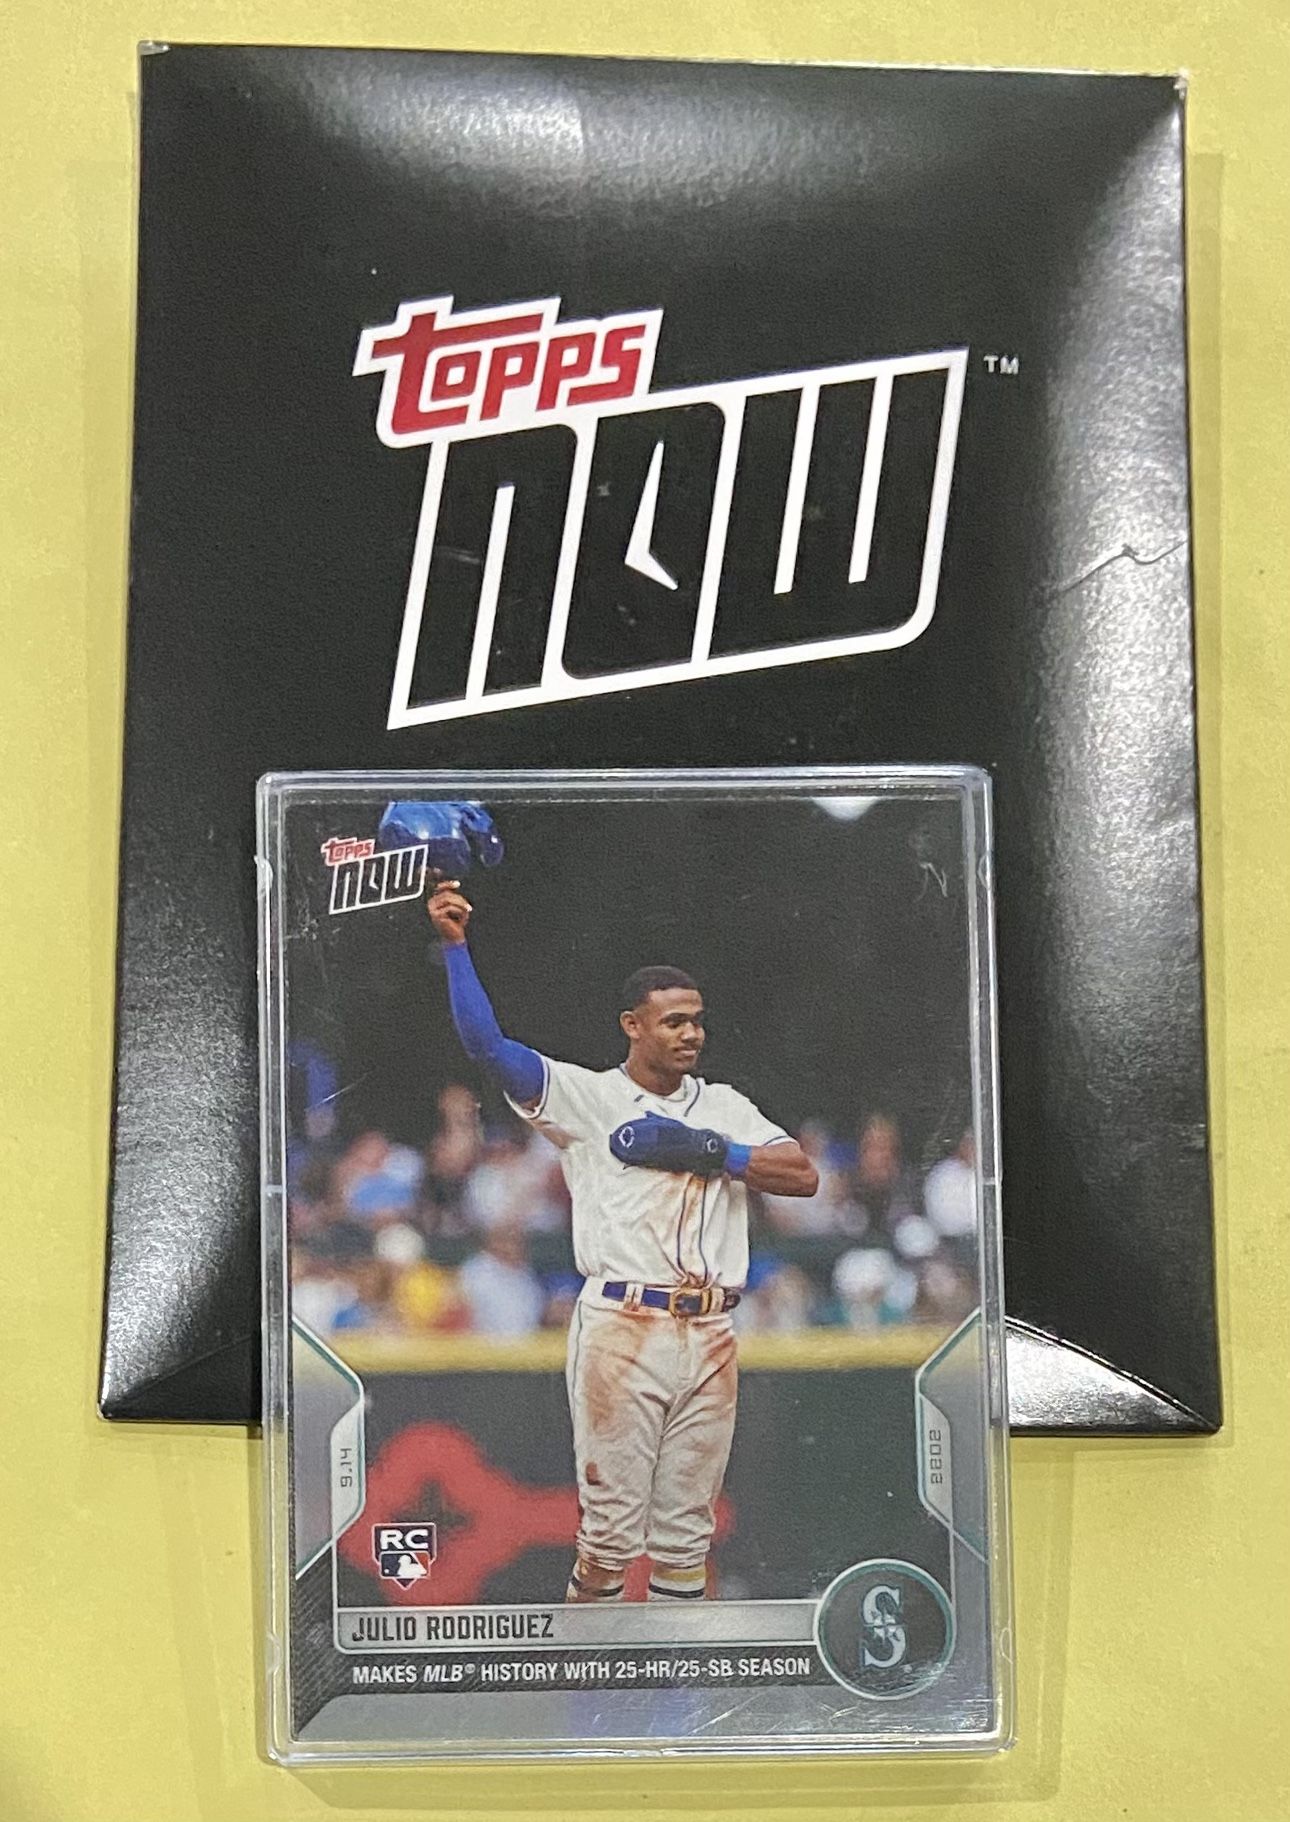 topps
now
TM
topps
now
9.14
2022
RC
JULIO RODRIGUEZ
S
MAKES MLB® HISTORY WITH 25-HR/25-SB SEASON